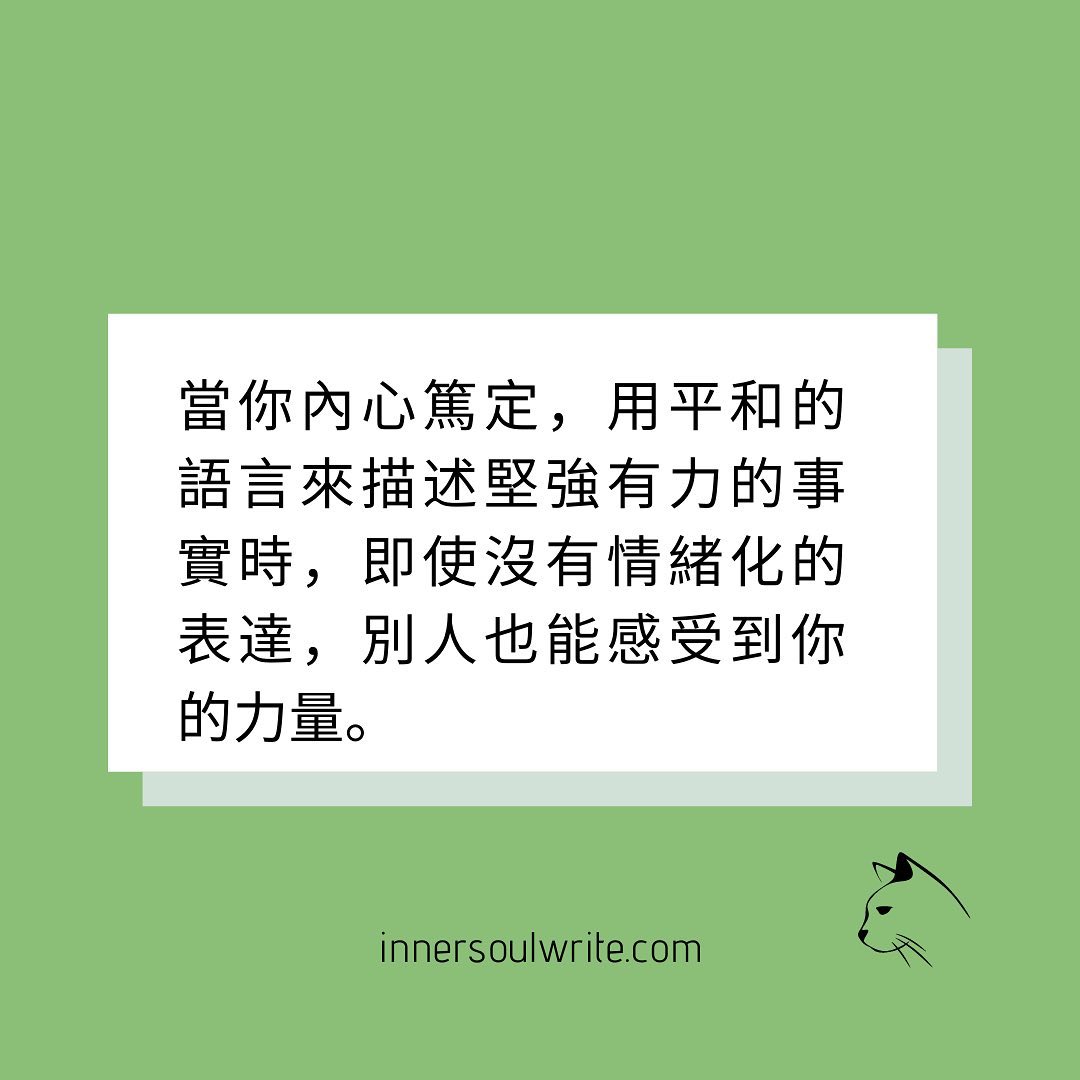 當你內心篤定，用平和的
語言來描述堅強有力的事
實時，即使沒有情緒化的
表達，別人也能感受到你
的力量。
innersoulwrite.com